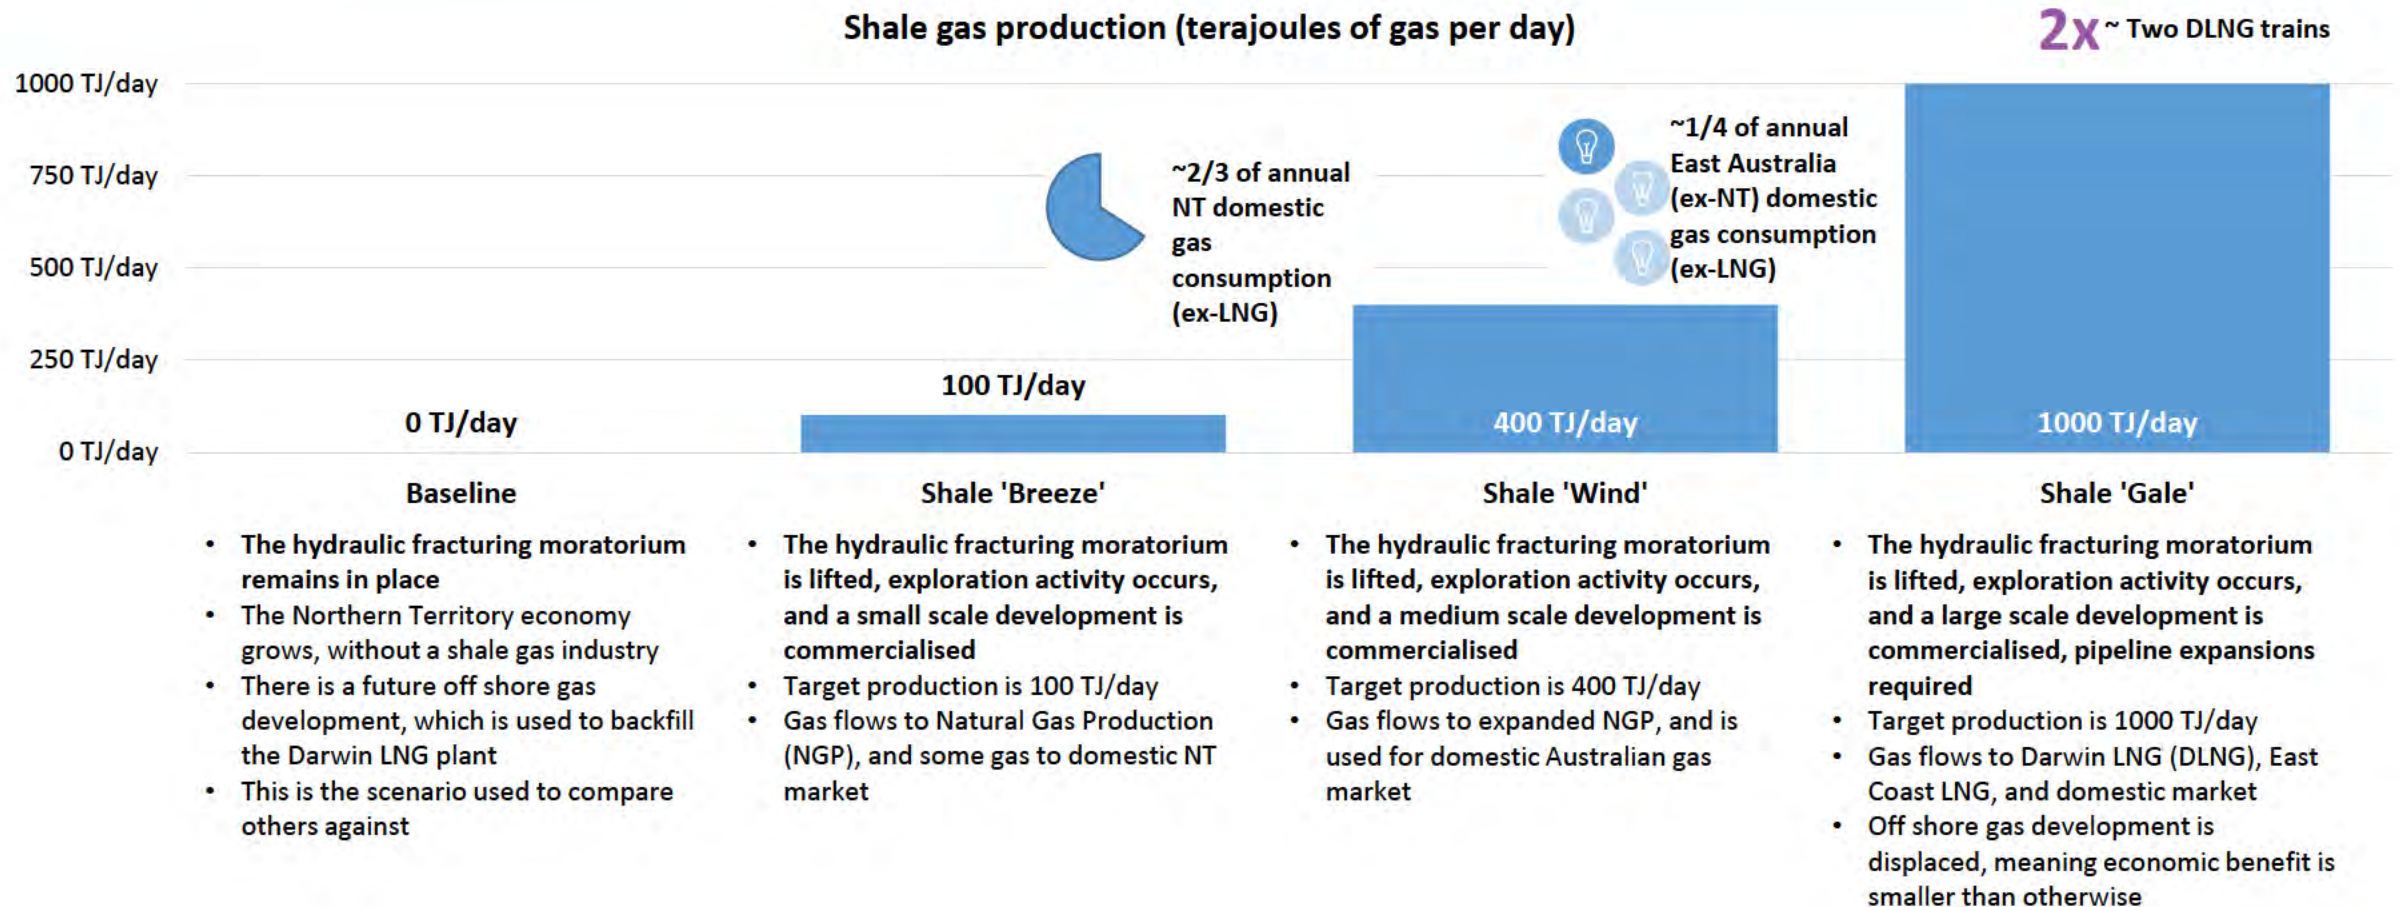 Shale gas production (terajoules of gas per day)
2x ~ Two DLNG trains
1000 TJ/day
750 TJ/day
500 TJ/day
250 TJ/day
0 TJ/day
~2/3 of annual
NT domestic
gas
consumption
(ex-LNG)
~1/4 of annual
East Australia
(ex-NT) domestic
gas consumption
(ex-LNG)
0 TJ/day
100 TJ/day
400 TJ/day
1000 TJ/day
Baseline
• The hydraulic fracturing moratorium
remains in place
• The Northern Territory economy
grows, without a shale gas industry
• There is a future off shore gas
development, which is used to backfill
the Darwin LNG plant
• This is the scenario used to compare
others against
Shale 'Breeze'
• The hydraulic fracturing moratorium
is lifted, exploration activity occurs,
and a small scale development is
commercialised
• Target production is 100 TJ/day
• Gas flows to Natural Gas Production
(NGP), and some gas to domestic NT
market
Shale 'Wind'
• The hydraulic fracturing moratorium
is lifted, exploration activity occurs,
and a medium scale development is
commercialised
• Target production is 400 TJ/day
• Gas flows to expanded NGP, and is
used for domestic Australian gas
market
Shale 'Gale'
• The hydraulic fracturing moratorium
is lifted, exploration activity occurs,
and a large scale development is
commercialised, pipeline expansions
required
• Target production is 1000 TJ/day
• Gas flows to Darwin LNG (DLNG), East
Coast LNG, and domestic market
• Off shore gas development is
displaced, meaning economic benefit is
smaller than otherwise